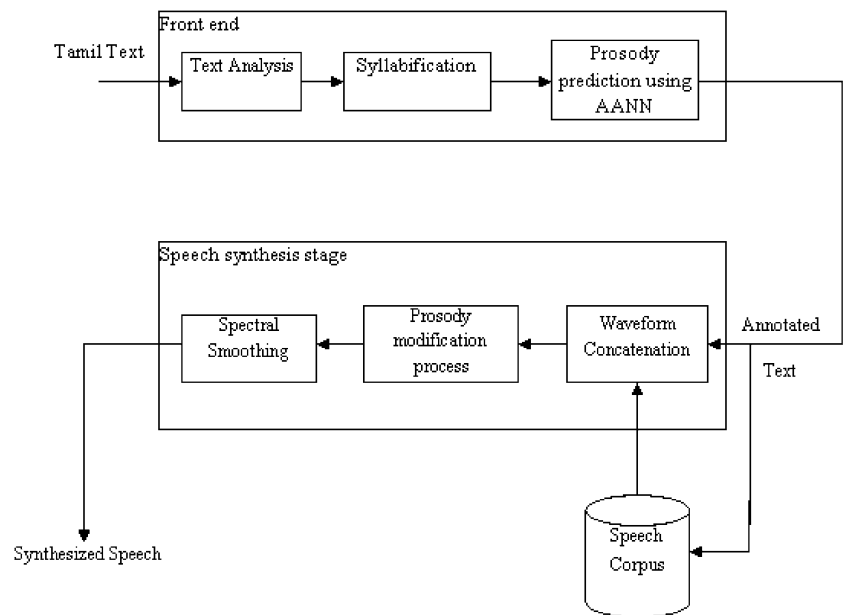 Front end
Tamil Text
Text Analysis
Syllabification
Prosody
prediction using
AANN
Speech synthesis stage
Spectral
Smoothing
Prosody
modification
process
Waveform
Concatenation
Annotated
Text
Speech
Corpus
Synthesized Speech